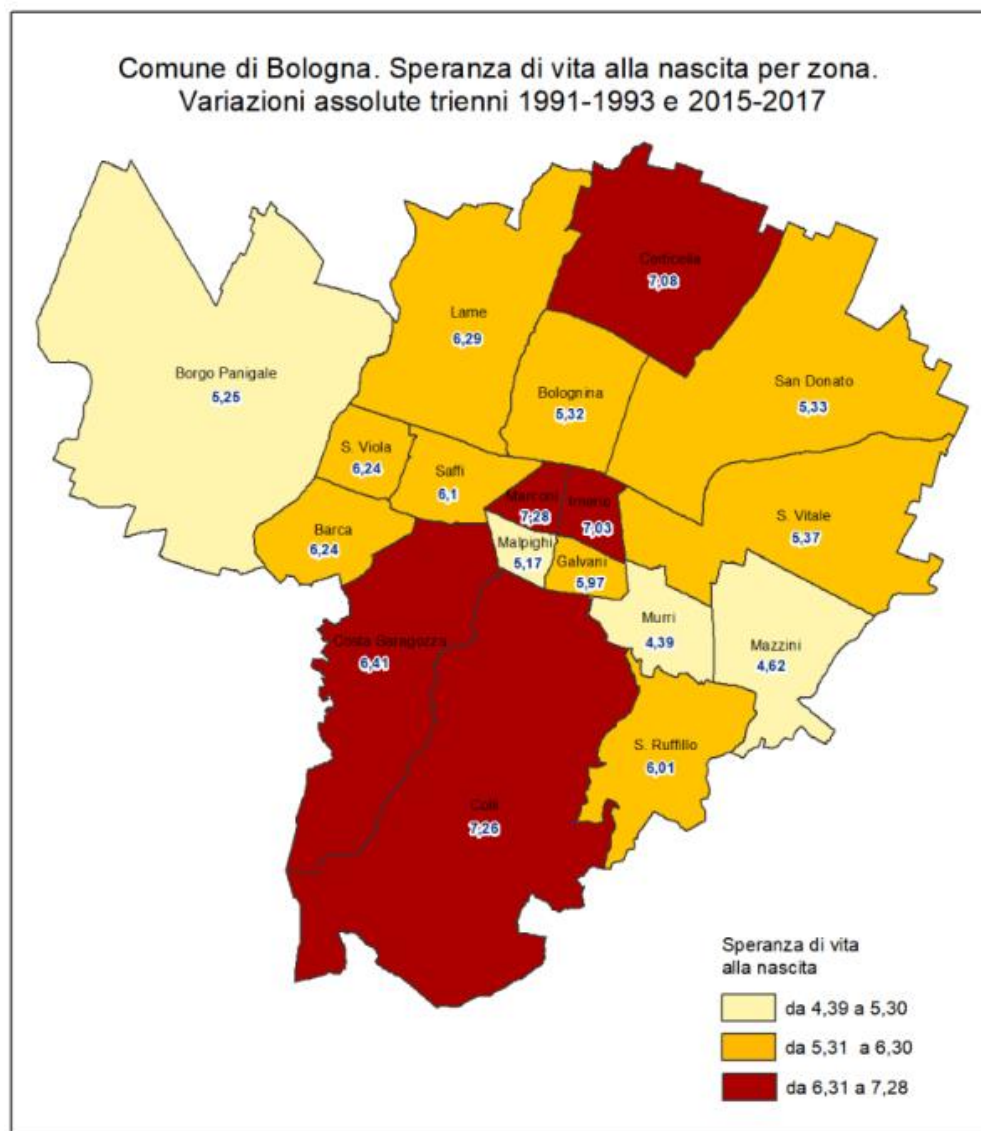 Comune di Bologna. Speranza di vita alla nascita per zona.
Variazioni assolute trienni 1991-1993 e 2015-2017
Corticella
7,08
Lame
6,29
Borgo Panigale
5,25
Bolognina
5,32
San Donato
5,33
S. Viola
6,24
Saffi
6,1
Marconi
7,28
Irnerio
7,03
S. Vitale
5,37
Barca
6,24
Malpighi
5,17
Galvani
5,97
Murri
4,39
Mazzini
4,62
Costa Saragozza
6,41
S. Ruffillo
6,01
Colli
7,26
Speranza di vita
alla nascita
da 4,39 a 5,30
da 5,31 a 6,30
da 6,31 a 7,28